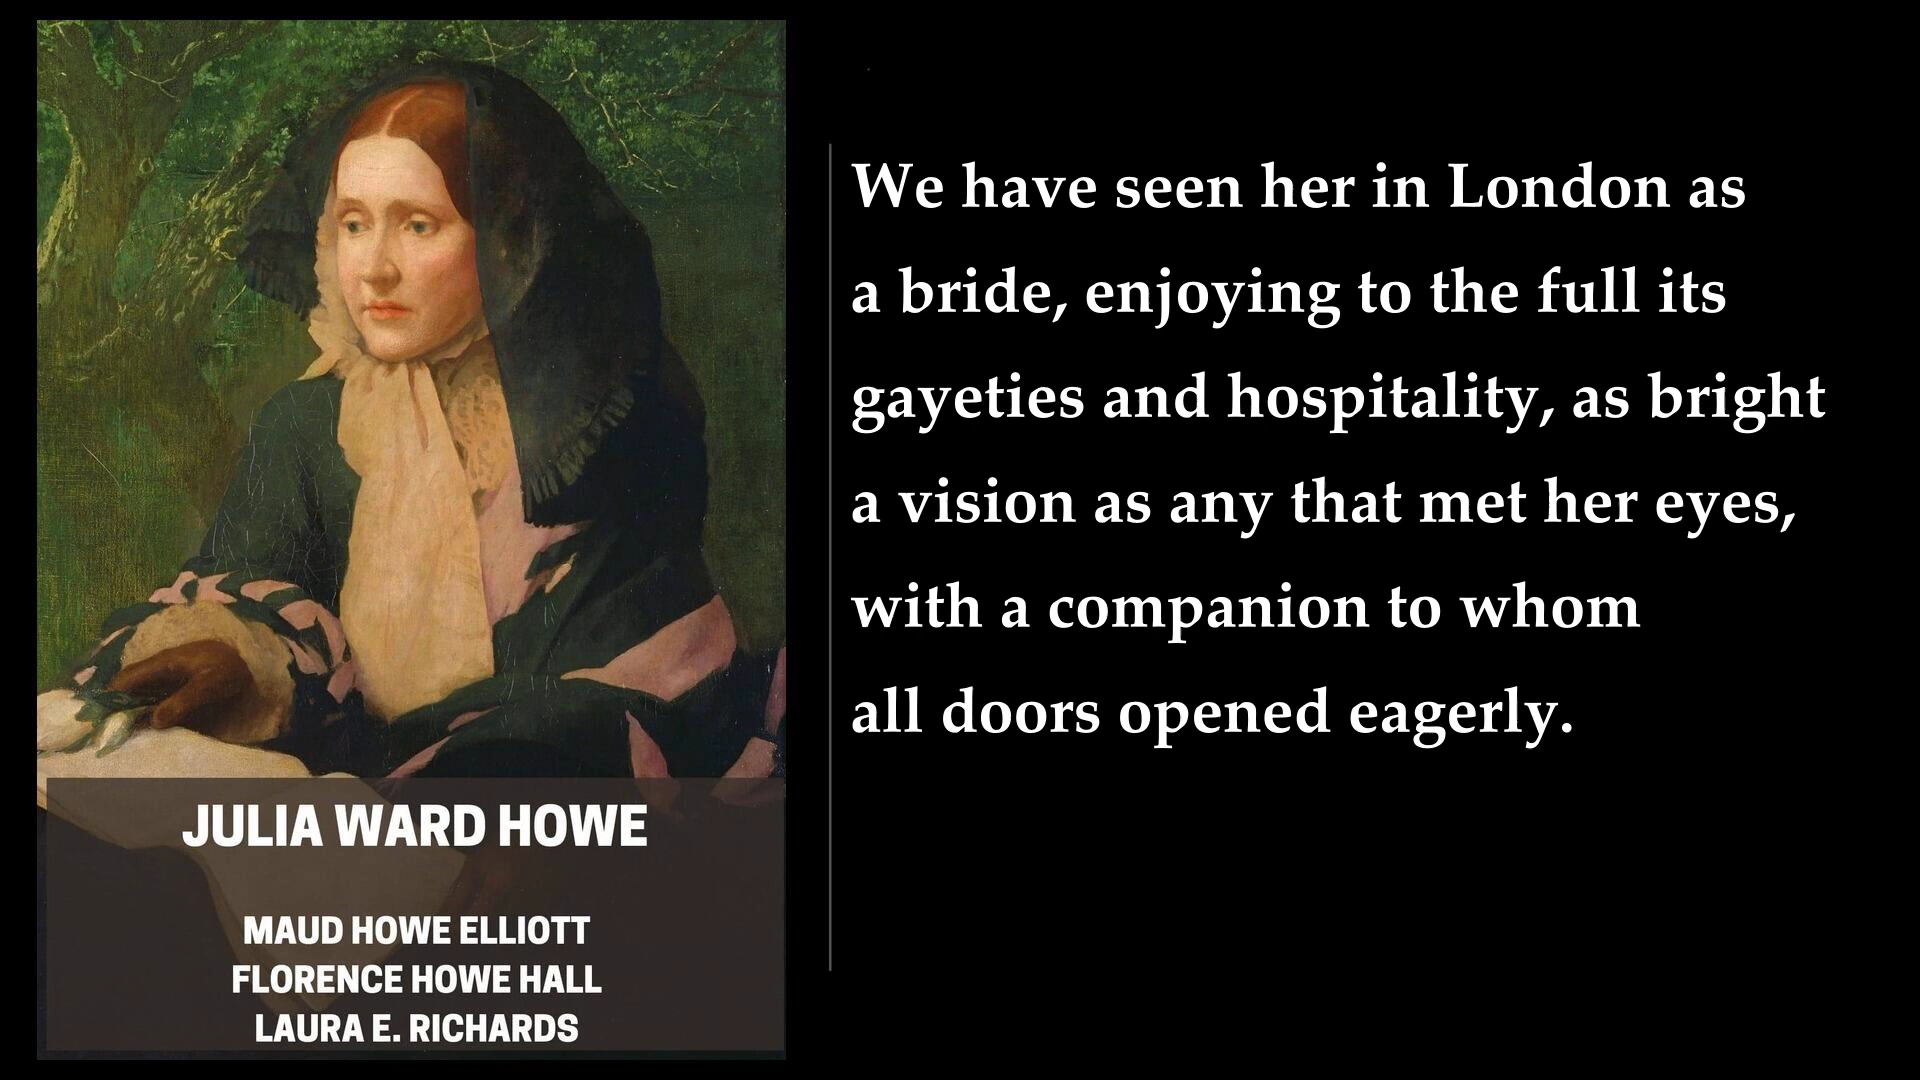 JULIA WARD HOWE
MAUD HOWE ELLIOTT
FLORENCE HOWE HALL
LAURA E. RICHARDS
We have seen her in London as
a bride, enjoying to the full its
gayeties and hospitality, as bright
a vision as any that met her eyes,
with a companion to whom
all doors opened eagerly.